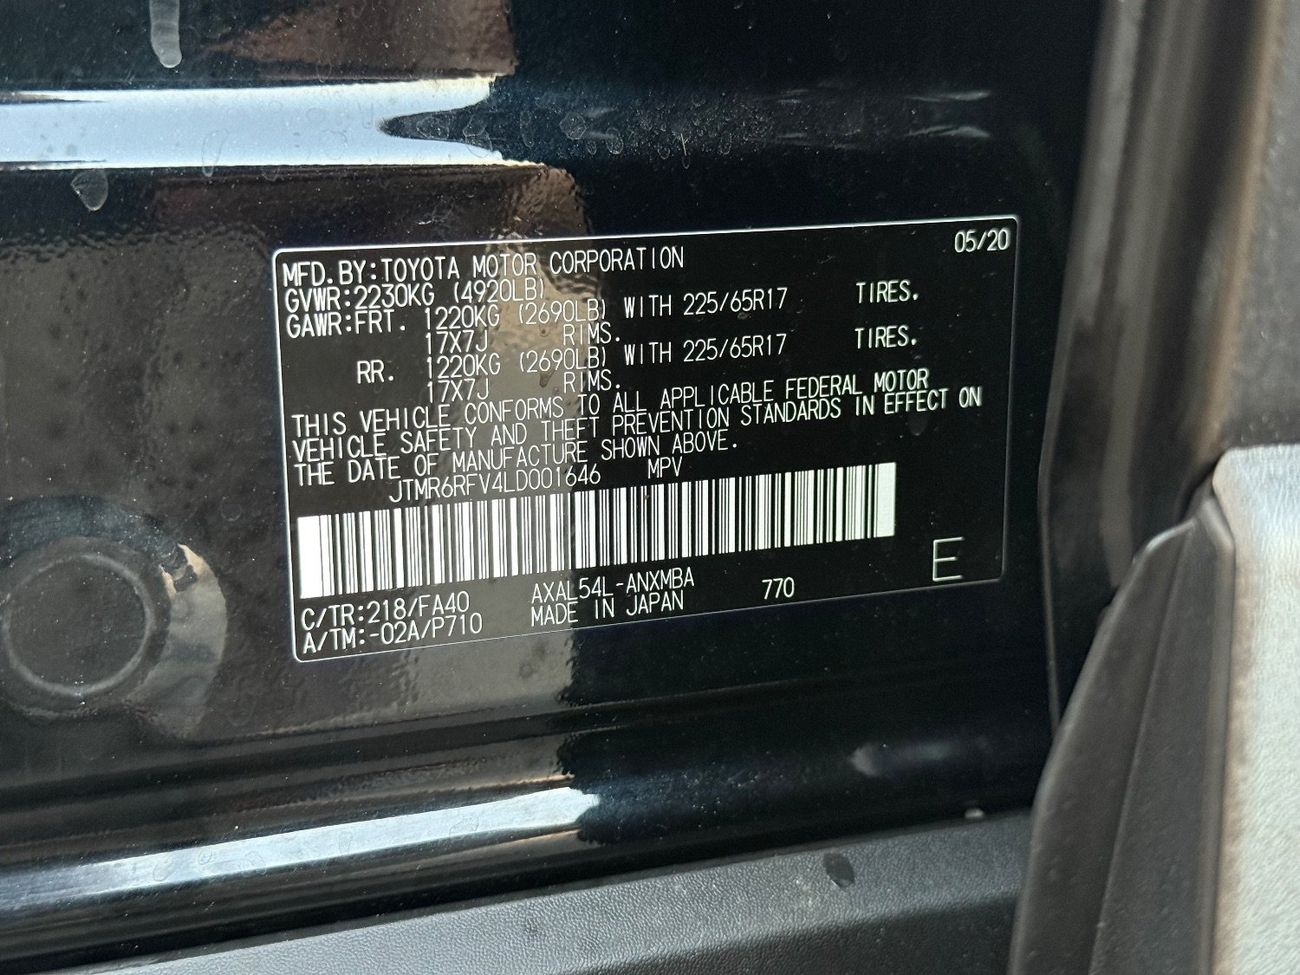 05/20
MFD.BY:TOYOTA MOTOR CORPORATION
GVWR:2230KG (4920LB)
GAWR:FRT. 1220KG (2690LB) WITH 225/65R17 TIRES.
17X7J RIMS.
RR. 1220KG (2690LB) WITH 225/65R17 TIRES.
17X7J RIMS.
THIS VEHICLE CONFORMS TO ALL APPLICABLE FEDERAL MOTOR
VEHICLE SAFETY AND THEFT PREVENTION STANDARDS IN EFFECT ON
THE DATE OF MANUFACTURE SHOWN ABOVE.
JTMR6RFV4LD001646 MPV
C/TR:218/FA40 AXAL54L-ANXMBA 770 E
A/TM:-02A/P710 MADE IN JAPAN